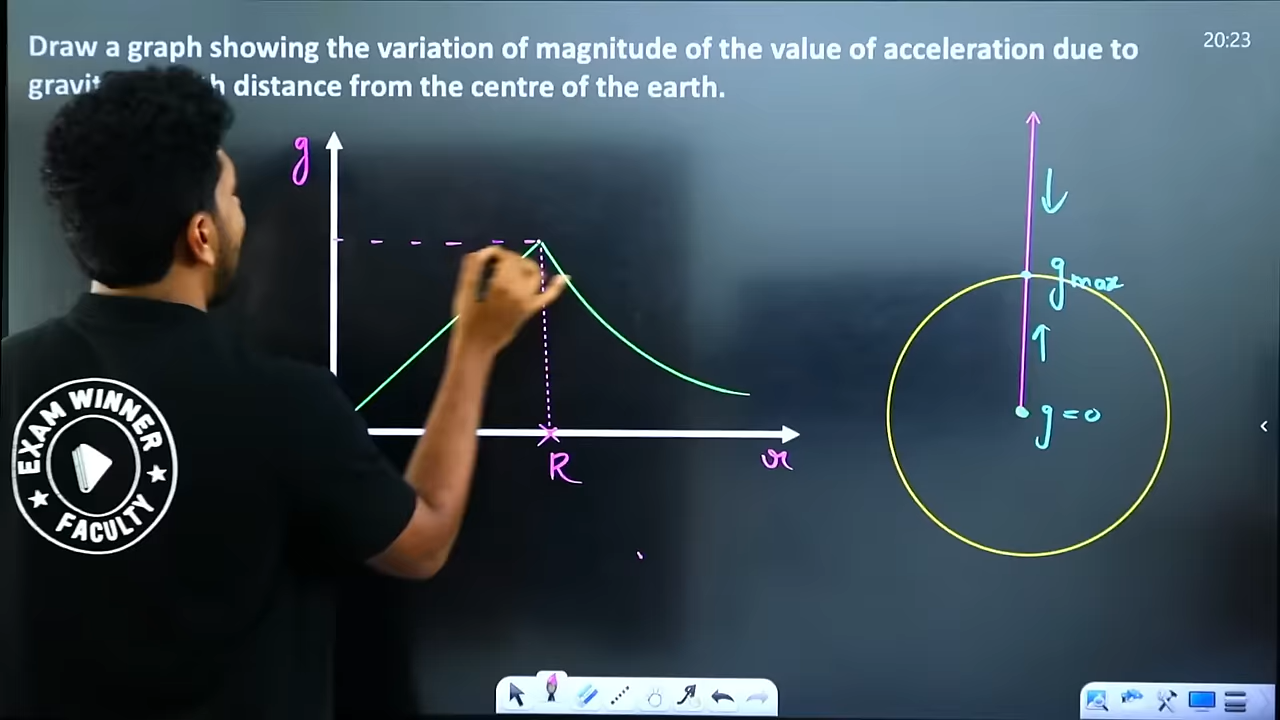 Draw a graph showing the variation of magnitude of the value of acceleration due to
distance from the centre of the earth.
20:23
g
R
r
g max
g = 0
EXAM WINNER
FACULTY